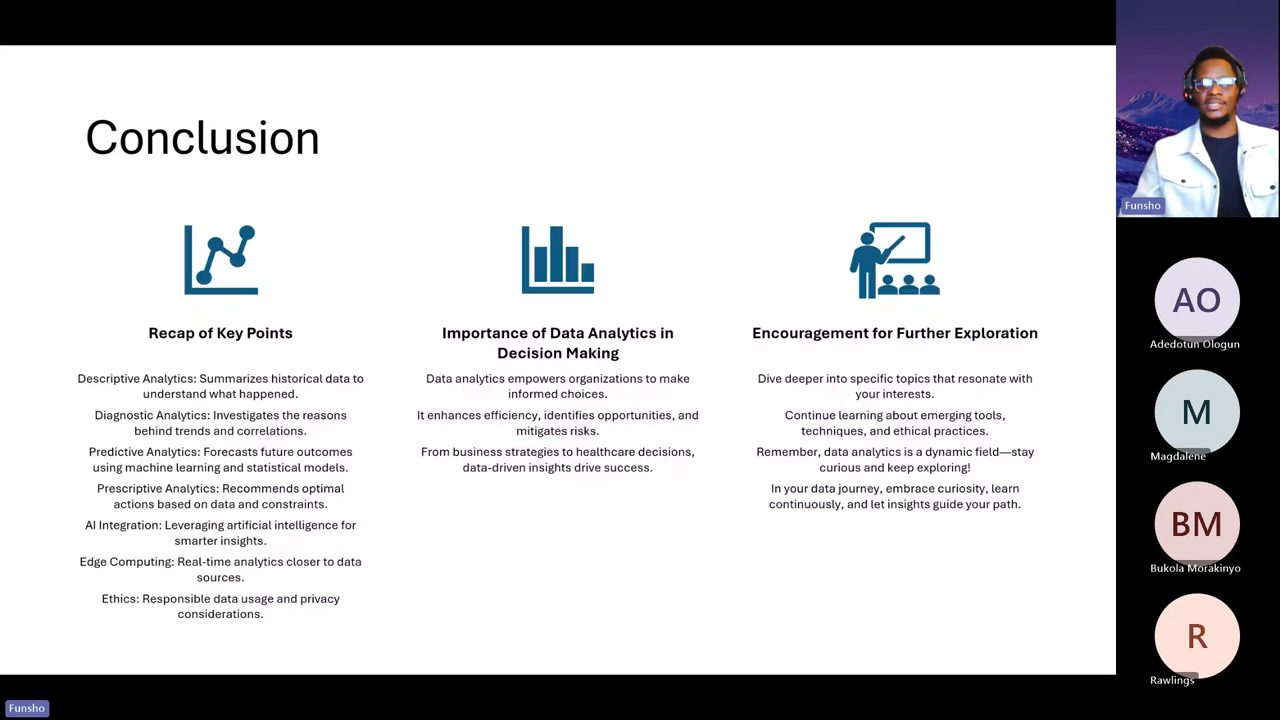 Conclusion
Recap of Key Points
Descriptive Analytics: Summarizes historical data to
understand what happened.
Diagnostic Analytics: Investigates the reasons
behind trends and correlations.
Predictive Analytics: Forecasts future outcomes
using machine learning and statistical models.
Prescriptive Analytics: Recommends optimal
actions based on data and constraints.
AI Integration: Leveraging artificial intelligence for
smarter insights.
Edge Computing: Real-time analytics closer to data
sources.
Ethics: Responsible data usage and privacy
considerations.
Importance of Data Analytics in
Decision Making
Data analytics empowers organizations to make
informed choices.
It enhances efficiency, identifies opportunities, and
mitigates risks.
From business strategies to healthcare decisions,
data-driven insights drive success.
Encouragement for Further Exploration
Dive deeper into specific topics that resonate with
your interests.
Continue learning about emerging tools,
techniques, and ethical practices.
Remember, data analytics is a dynamic field—stay
curious and keep exploring!
In your data journey, embrace curiosity, learn
continuously, and let insights guide your path.
Funsho
AO
Adedotun Ologun
M
Magdalene
BM
Bukola Morakinyo
R
Rawlings
Funsho